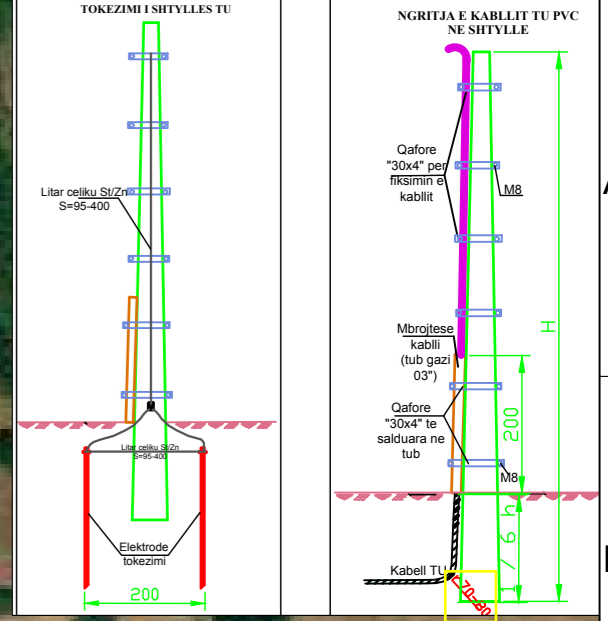 TOKEZIMI I SHTYLLES TU
Litar celiku St/Zn
S=95-400
Litar celiku St/Zn
S=95-400
Elektrode
tokezimi
200
NGRITJA E KABLLIT TU PVC
NE SHTYLLE
Qafore
"30x4" per
fiksimin e
kabllit
M8
H
Mbrojtese
kablli
(tub gazi
03")
Qafore
"30x4" te
salduara ne
tub
200
M8
1 / 6 h
Kabell TU
70-80